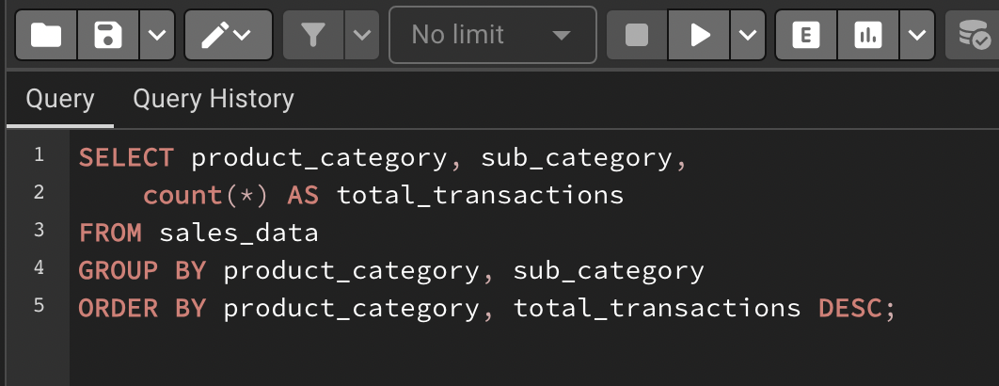 No limit
E
Query Query History
1 SELECT product_category, sub_category,
2 count(*) AS total_transactions
3 FROM sales_data
4 GROUP BY product_category, sub_category
5 ORDER BY product_category, total_transactions DESC;